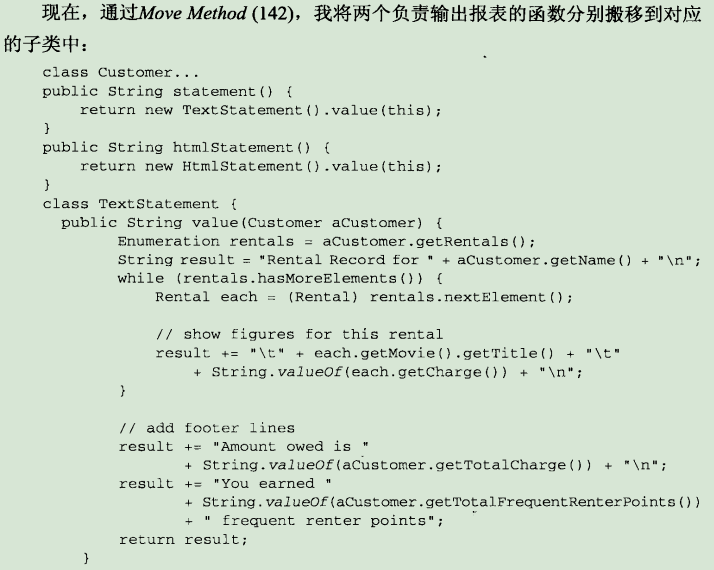 现在，通过Move Method (142)，我将两个负责输出报表的函数分别搬移到对应
的子类中：
class Customer...
public String statement() {
return new TextStatement().value(this);
}
public String htmlStatement() {
return new HtmlStatement().value(this);
}
class TextStatement {
public String value(Customer aCustomer) {
Enumeration rentals = aCustomer.getRentals();
String result = "Rental Record for " + aCustomer.getName() + "\n";
while (rentals.hasMoreElements()) {
Rental each = (Rental) rentals.nextElement();
// show figures for this rental
result += "\t" + each.getMovie().getTitle() + "\t"
+ String.valueOf(each.getCharge()) + "\n";
}
// add footer lines
result += "Amount owed is "
+ String.valueOf(aCustomer.getTotalCharge()) + "\n";
result += "You earned "
+ String.valueOf(aCustomer.getTotalFrequentRenterPoints())
+ " frequent renter points";
return result;
}